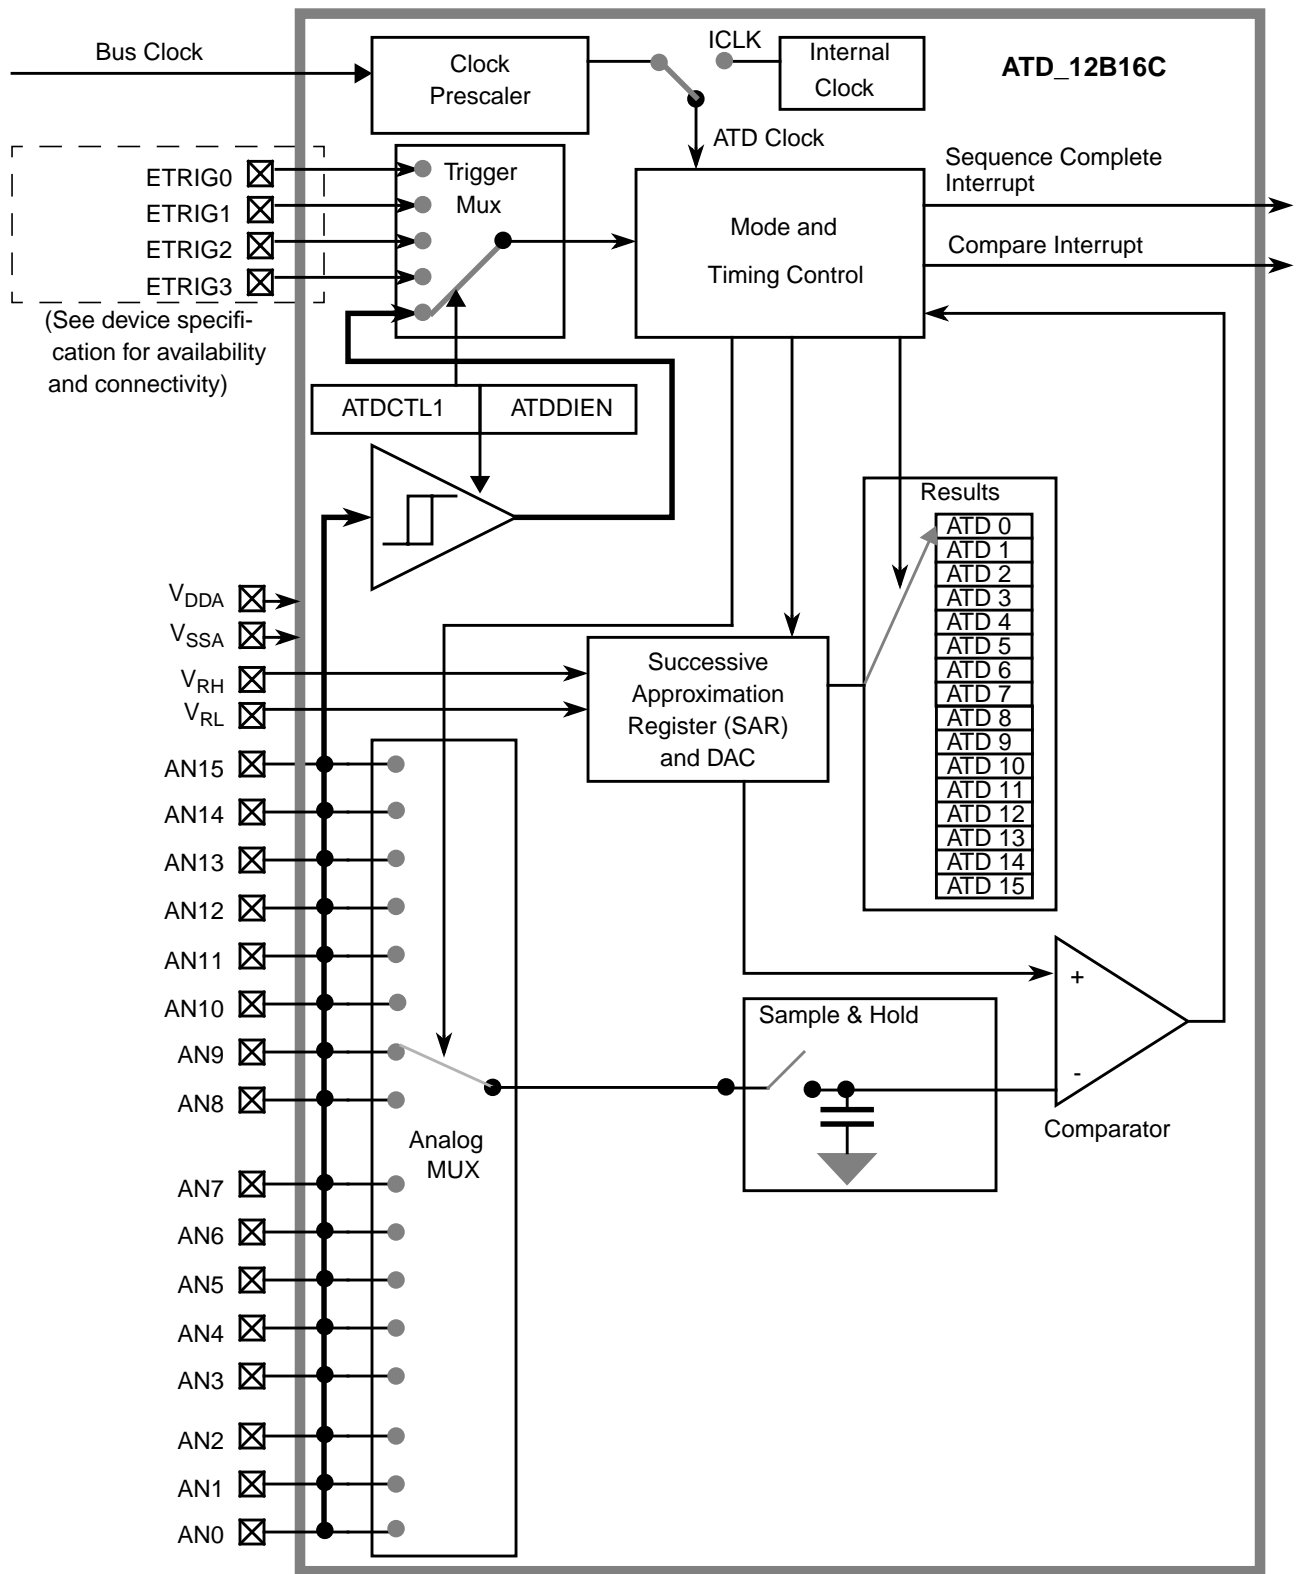 Bus Clock
Clock
Prescaler
ICLK
Internal
Clock
ATD_12B16C
ATD Clock
ETRIG0
ETRIG1
ETRIG2
ETRIG3
(See device specifi-
cation for availability
and connectivity)
Trigger
Mux
Mode and
Timing Control
Sequence Complete
Interrupt
Compare Interrupt
ATDCTL1
ATDDIEN
Results
ATD 0
ATD 1
ATD 2
ATD 3
ATD 4
ATD 5
ATD 6
ATD 7
ATD 8
ATD 9
ATD 10
ATD 11
ATD 12
ATD 13
ATD 14
ATD 15
VDDA
VSSA
VRH
VRL
Successive
Approximation
Register (SAR)
and DAC
AN15
AN14
AN13
AN12
AN11
AN10
AN9
AN8
AN7
AN6
AN5
AN4
AN3
AN2
AN1
AN0
Analog
MUX
Sample & Hold
+
-
Comparator